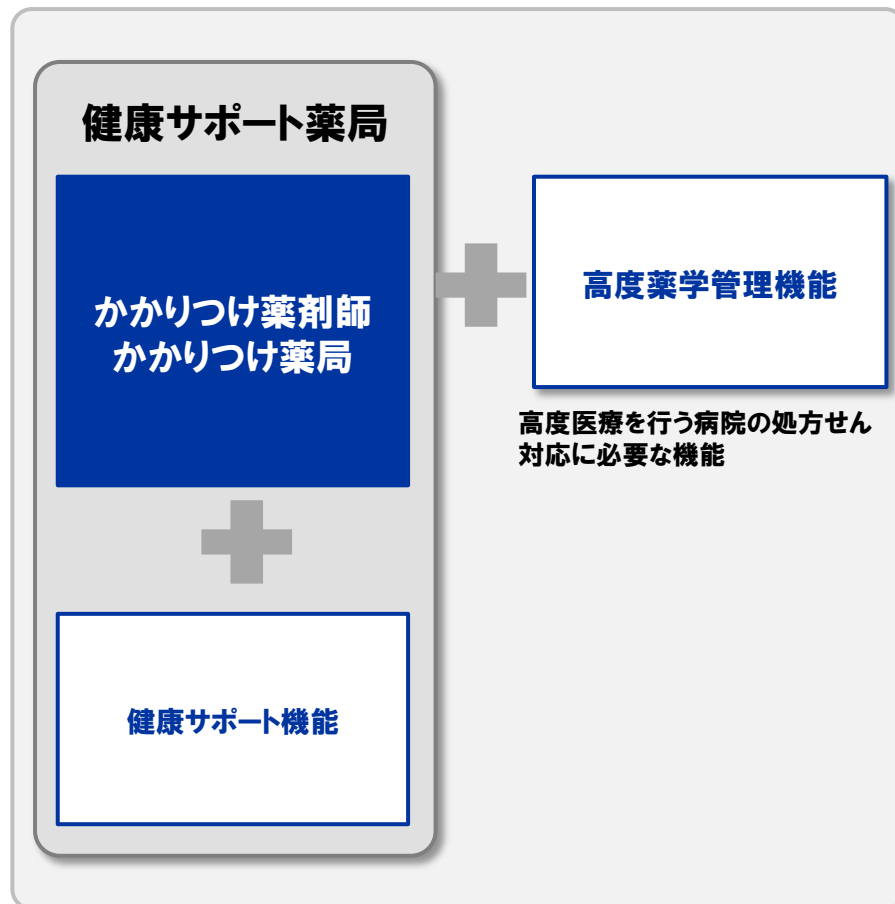 健康サポート薬局
かかりつけ薬剤師
かかりつけ薬局
高度薬学管理機能
高度医療を行う病院の処方せん
対応に必要な機能
健康サポート機能